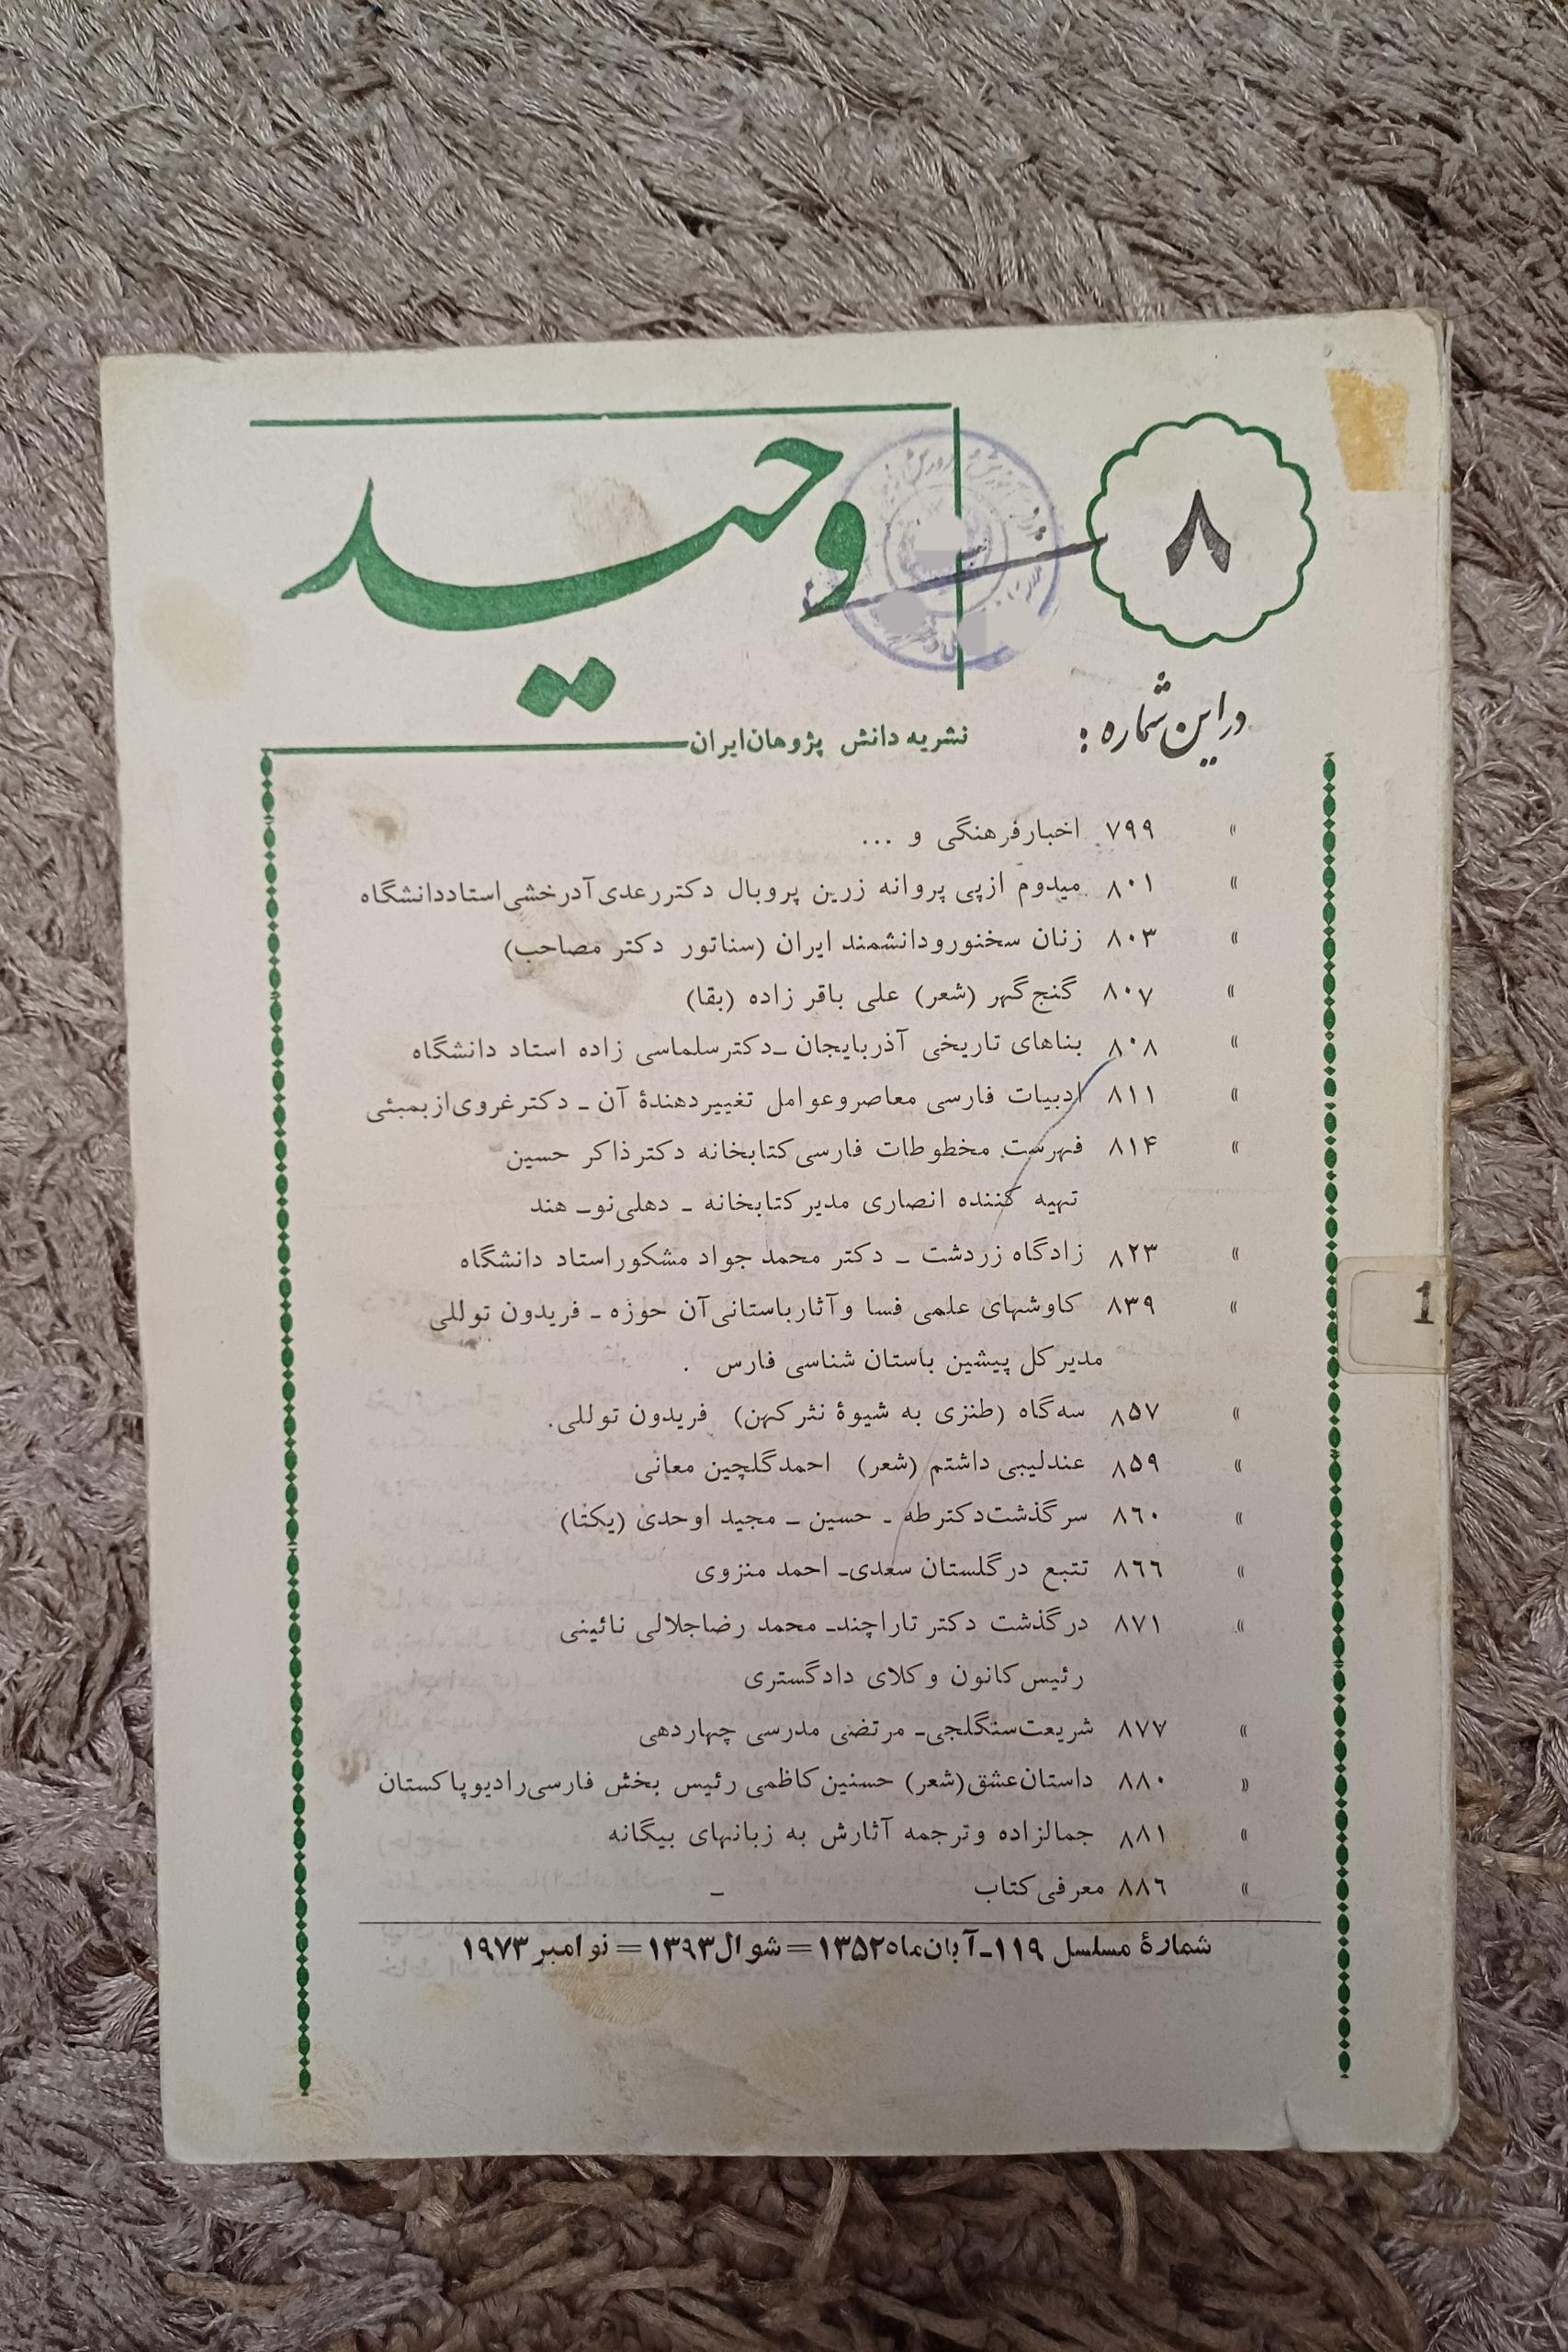 وحید
۸
نشریه دانش پژوهان ایران
در این شماره :
» ۷۹۹ اخبار فرهنگی و ...
» ۸۰۱ میدوم ازپی پروانه زرین پروبال دکتر رعدی آدرخشی استاد دانشگاه
» ۸۰۳ زنان سخنور و دانشمند ایران (سناتور دکتر مصاحب)
» ۸۰۷ گنج گهر (شعر) علی باقر زاده (بقا)
» ۸۰۸ بناهای تاریخی آذربایجان ـ دکتر سلماسی زاده استاد دانشگاه
» ۸۱۱ ادبیات فارسی معاصر و عوامل تغییر دهندهٔ آن ـ دکتر غروی از بمبئی
» ۸۱۴ فهرست مخطوطات فارسی کتابخانه دکتر ذاکر حسین
تهیه کننده انصاری مدیر کتابخانه ـ دهلی نو ـ هند
» ۸۲۳ زادگاه زردشت ـ دکتر محمد جواد مشکور استاد دانشگاه
» ۸۳۹ کاوشهای علمی فسا و آثار باستانی آن حوزه ـ فریدون توللی
مدیر کل پیشین باستان شناسی فارس .
» ۸۵۷ سه گاه (طنزی به شیوهٔ نثر کهن) فریدون توللی.
» ۸۵۹ عندلیبی داشتم (شعر) احمد گلچین معانی
» ۸۶۰ سرگذشت دکتر طه ـ حسین ـ مجید اوحدی (یکتا)
» ۸۶۶ تتبع در گلستان سعدی ـ احمد منزوی
» ۸۷۱ درگذشت دکتر تاراچند ـ محمد رضا جلالی نائینی
رئیس کانون وکلای دادگستری
» ۸۷۷ شریعت سنگلجی ـ مرتضی مدرسی چهاردهی
» ۸۸۰ داستان عشق (شعر) حسنین کاظمی رئیس بخش فارسی رادیو پاکستان
» ۸۸۱ جمالزاده و ترجمه آثارش به زبانهای بیگانه
» ۸۸۶ معرفی کتاب ـ
شمارهٔ مسلسل ۱۱۹ ـ آبان ماه ۱۳۵۲ = شوال ۱۳۹۳ = نوامبر ۱۹۷۳
1